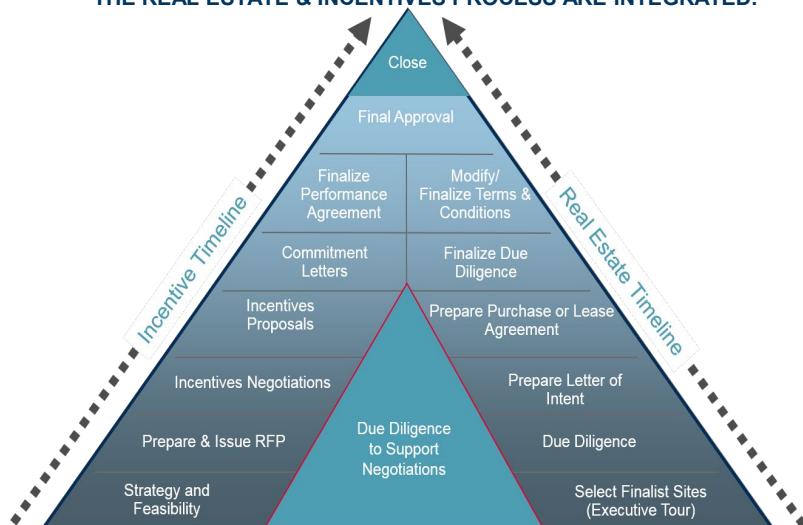 THE REAL ESTATE & INCENTIVES PROCESS ARE INTEGRATED.
Close
Final Approval
Finalize
Performance
Agreement
Modify/
Finalize Terms &
Conditions
Commitment
Letters
Finalize Due
Diligence
Incentives
Proposals
Prepare Purchase or Lease
Agreement
Incentives Negotiations
Prepare Letter of
Intent
Prepare & Issue RFP
Due Diligence
to Support
Negotiations
Due Diligence
Strategy and
Feasibility
Select Finalist Sites
(Executive Tour)
Incentive Timeline
Real Estate Timeline